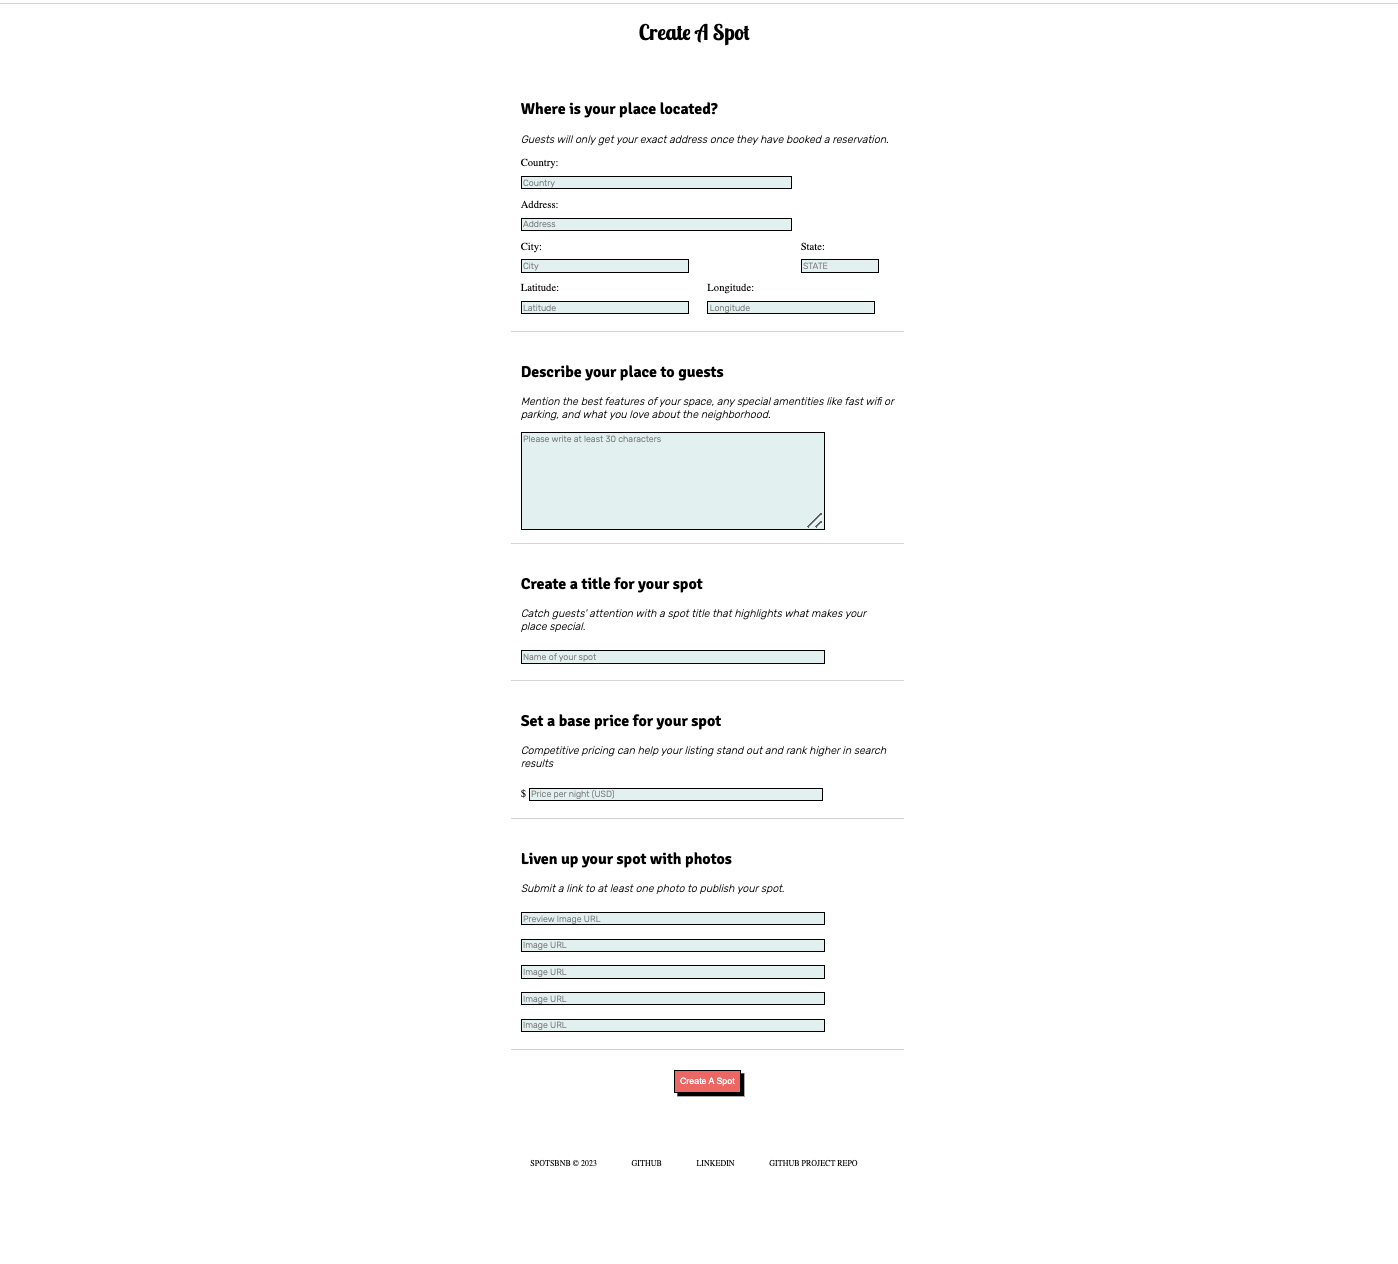 Create A Spot
Where is your place located?
Guests will only get your exact address once they have booked a reservation.
Country:
Country
Address:
Address
City:
State:
City
STATE
Latitude:
Longitude:
Latitude
Longitude
Describe your place to guests
Mention the best features of your space, any special amentities like fast wifi or
parking, and what you love about the neighborhood.
Please write at least 30 characters
Create a title for your spot
Catch guests' attention with a spot title that highlights what makes your
place special.
Name of your spot
Set a base price for your spot
Competitive pricing can help your listing stand out and rank higher in search
results
$ Price per night (USD)
Liven up your spot with photos
Submit a link to at least one photo to publish your spot.
Preview Image URL
Image URL
Image URL
Image URL
Image URL
Create A Spot
SPOTSBNB © 2023 GITHUB LINKEDIN GITHUB PROJECT REPO